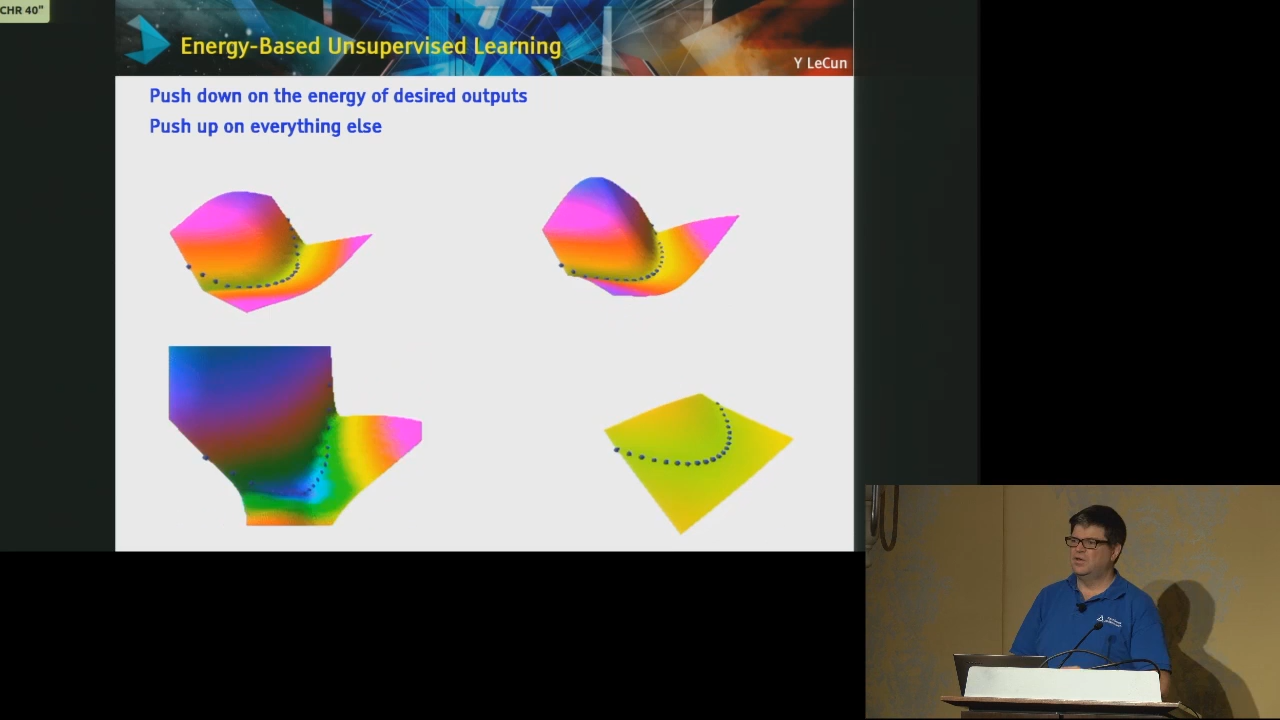 CHR 40"
Energy-Based Unsupervised Learning
Y LeCun
Push down on the energy of desired outputs
Push up on everything else